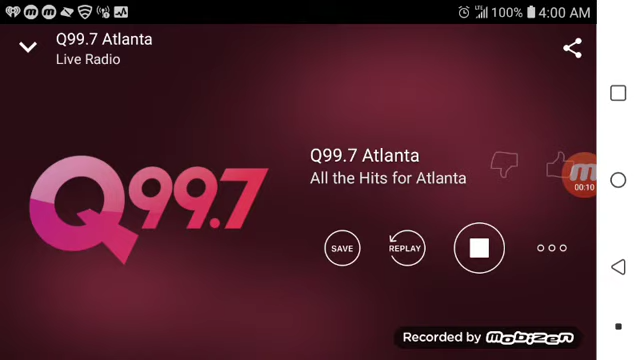 LTE 100% 4:00 AM
Q99.7 Atlanta
Live Radio
Q99.7
Q99.7 Atlanta
All the Hits for Atlanta
m
00:10
SAVE
REPLAY
Recorded by mobizen